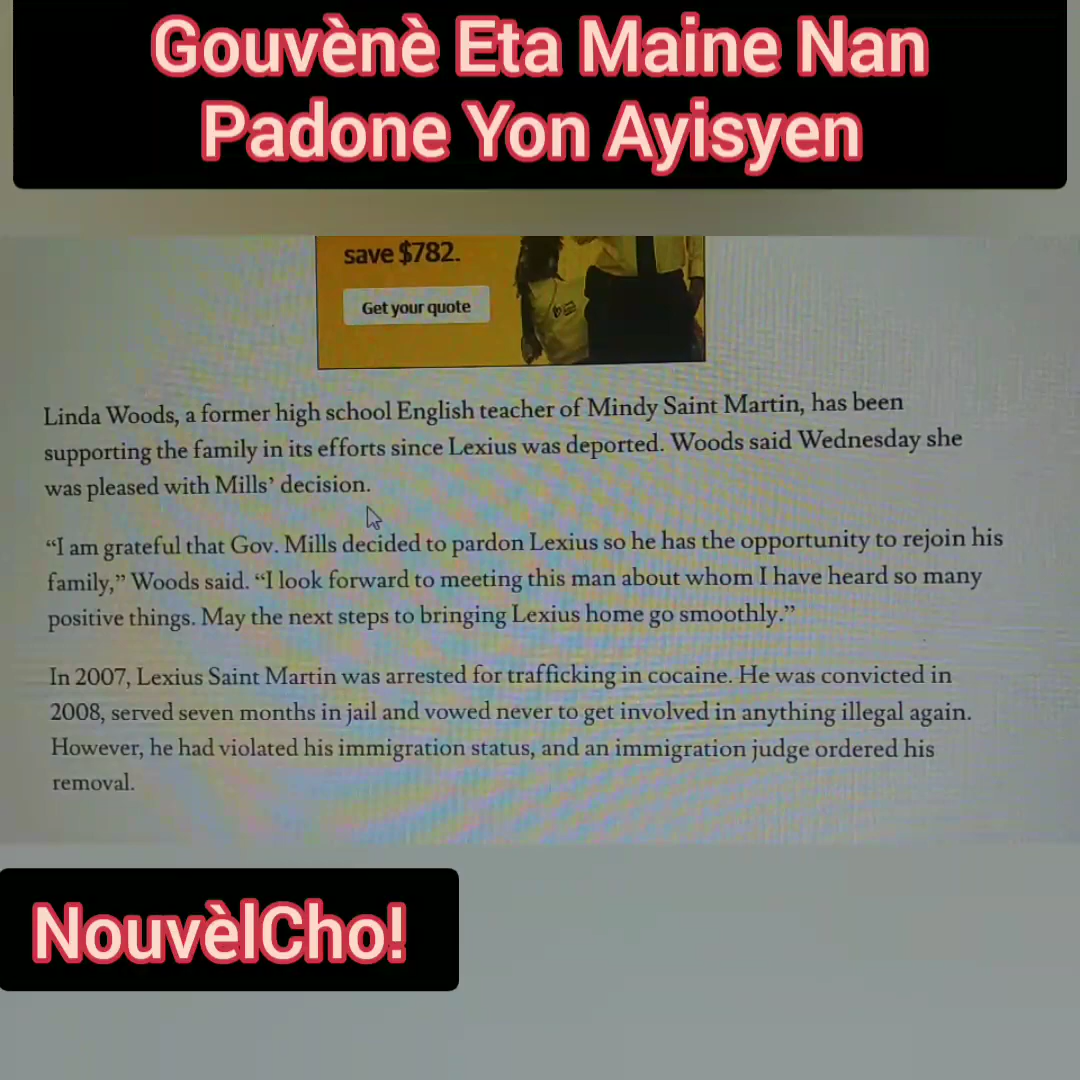 Gouvènè Eta Maine Nan
Padone Yon Ayisyen
save $782.
Get your quote
Linda Woods, a former high school English teacher of Mindy Saint Martin, has been
supporting the family in its efforts since Lexius was deported. Woods said Wednesday she
was pleased with Mills’ decision.
“I am grateful that Gov. Mills decided to pardon Lexius so he has the opportunity to rejoin his
family,” Woods said. “I look forward to meeting this man about whom I have heard so many
positive things. May the next steps to bringing Lexius home go smoothly.”
In 2007, Lexius Saint Martin was arrested for trafficking in cocaine. He was convicted in
2008, served seven months in jail and vowed never to get involved in anything illegal again.
However, he had violated his immigration status, and an immigration judge ordered his
removal.
NouvèlCho!